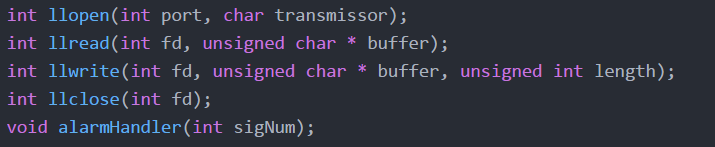 int llopen(int port, char transmissor);
int llread(int fd, unsigned char * buffer);
int llwrite(int fd, unsigned char * buffer, unsigned int length);
int llclose(int fd);
void alarmHandler(int sigNum);